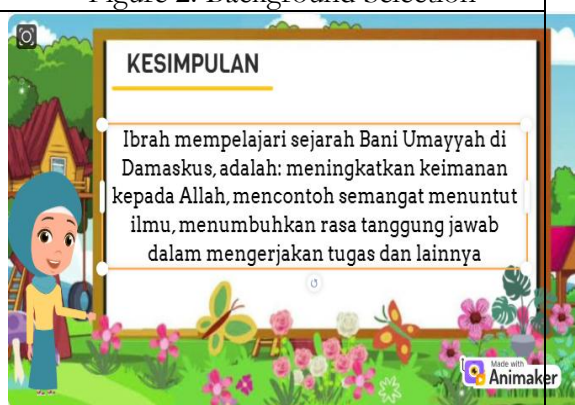 Figure 2. Background Selection
KESIMPULAN
Ibrah mempelajari sejarah Bani Umayyah di
Damaskus, adalah: meningkatkan keimanan
kepada Allah, mencontoh semangat menuntut
ilmu, menumbuhkan rasa tanggung jawab
dalam mengerjakan tugas dan lainnya
Made with
Animaker